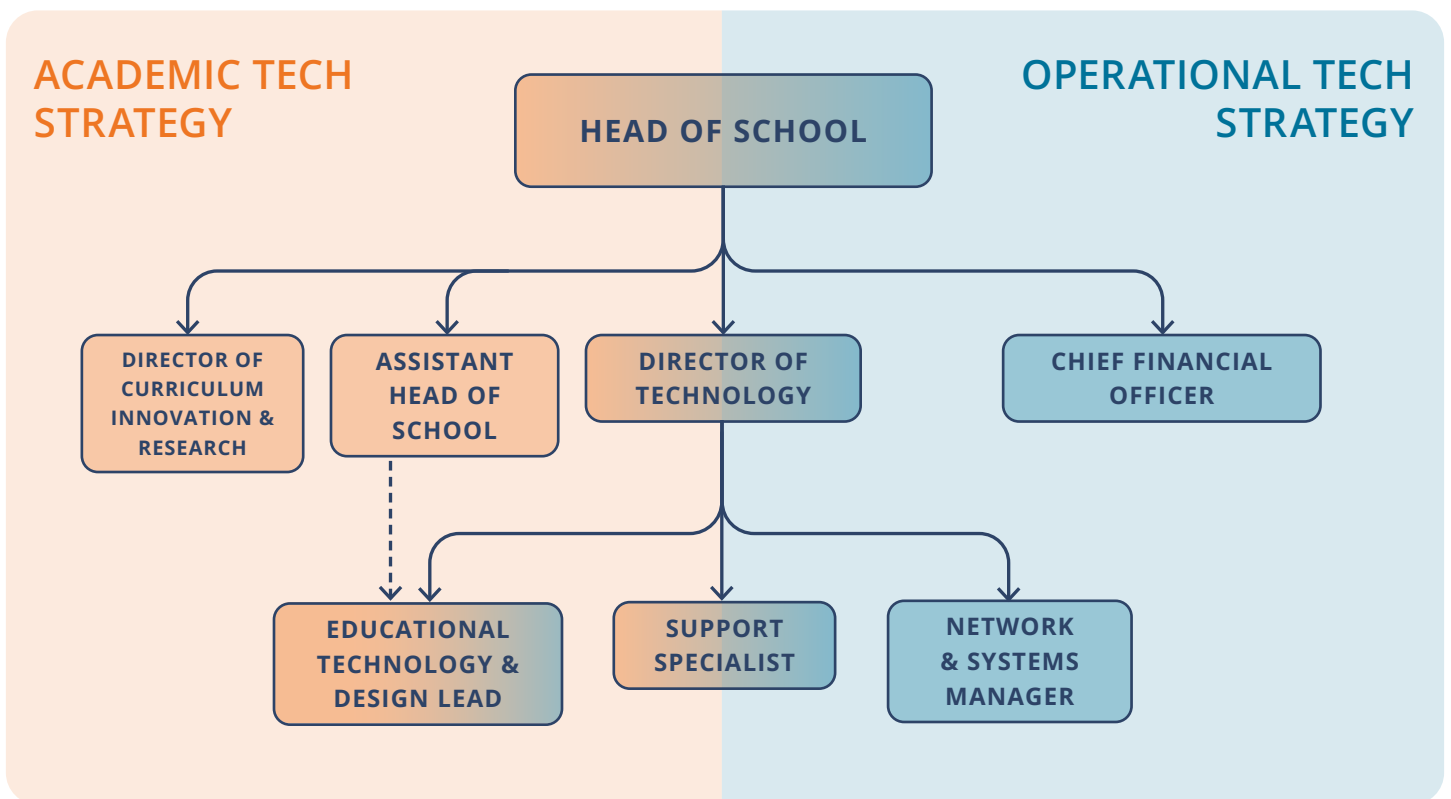 ACADEMIC TECH
STRATEGY
OPERATIONAL TECH
STRATEGY
HEAD OF SCHOOL
DIRECTOR OF
CURRICULUM
INNOVATION &
RESEARCH
ASSISTANT
HEAD OF
SCHOOL
DIRECTOR OF
TECHNOLOGY
CHIEF FINANCIAL
OFFICER
EDUCATIONAL
TECHNOLOGY &
DESIGN LEAD
SUPPORT
SPECIALIST
NETWORK
& SYSTEMS
MANAGER